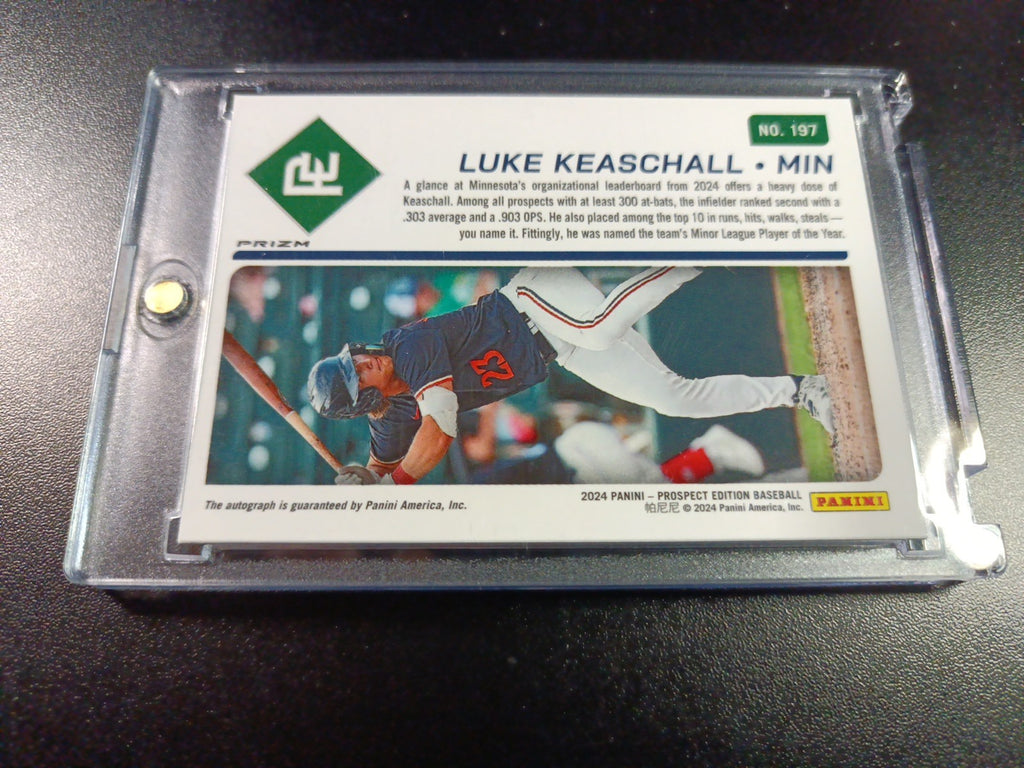 PE
NO. 197
LUKE KEASCHALL • MIN
A glance at Minnesota's organizational leaderboard from 2024 offers a heavy dose of
Keaschall. Among all prospects with at least 300 at-bats, the infielder ranked second with a
.303 average and a .903 OPS. He also placed among the top 10 in runs, hits, walks, steals—
you name it. Fittingly, he was named the team's Minor League Player of the Year.
PRIZM
23
The autograph is guaranteed by Panini America, Inc.
2024 PANINI – PROSPECT EDITION BASEBALL
帕尼尼 © 2024 Panini America, Inc.
PANINI